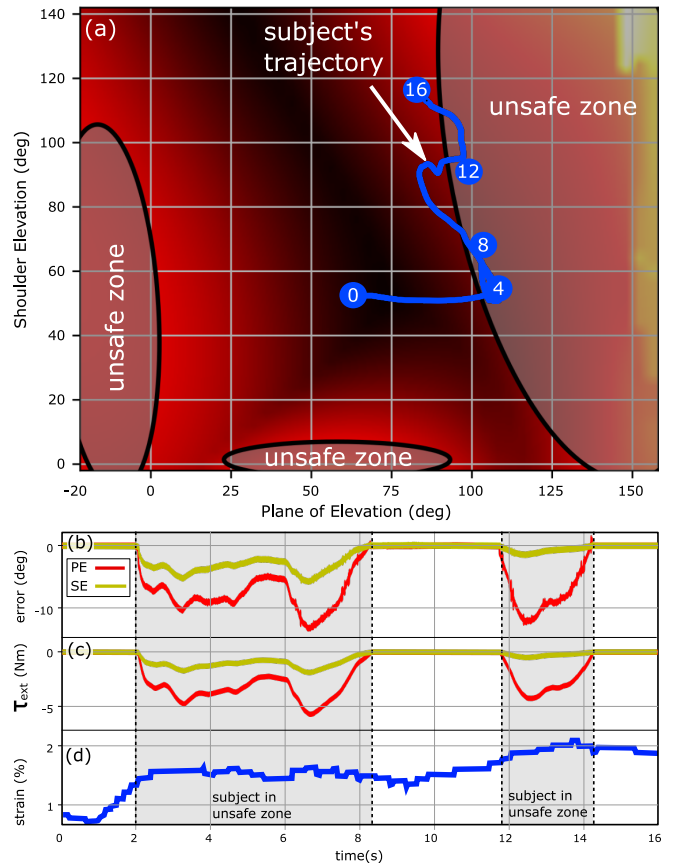 (a)
subject's
trajectory
unsafe zone
unsafe zone
unsafe zone
16
12
8
4
0
140
120
100
80
60
40
20
0
Shoulder Elevation (deg)
-20
0
25
50
75
100
125
150
Plane of Elevation (deg)
(b)
PE
SE
0
-10
error (deg)
(c)
0
-5
τext (Nm)
(d)
2
1
strain (%)
subject in
unsafe zone
subject in
unsafe zone
0
2
4
6
8
10
12
14
16
time(s)